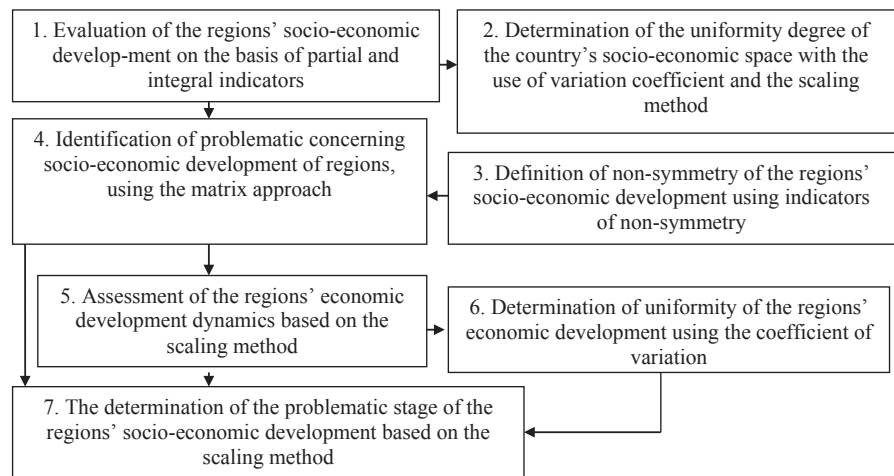 1. Evaluation of the regions’ socio-economic
develop-ment on the basis of partial and
integral indicators
2. Determination of the uniformity degree of
the country’s socio-economic space with the
use of variation coefficient and the scaling
method
4. Identification of problematic concerning
socio-economic development of regions,
using the matrix approach
3. Definition of non-symmetry of the regions’
socio-economic development using indicators
of non-symmetry
5. Assessment of the regions’ economic
development dynamics based on the
scaling method
6. Determination of uniformity of the regions’
economic development using the coefficient of
variation
7. The determination of the problematic stage of the
regions’ socio-economic development based on the
scaling method